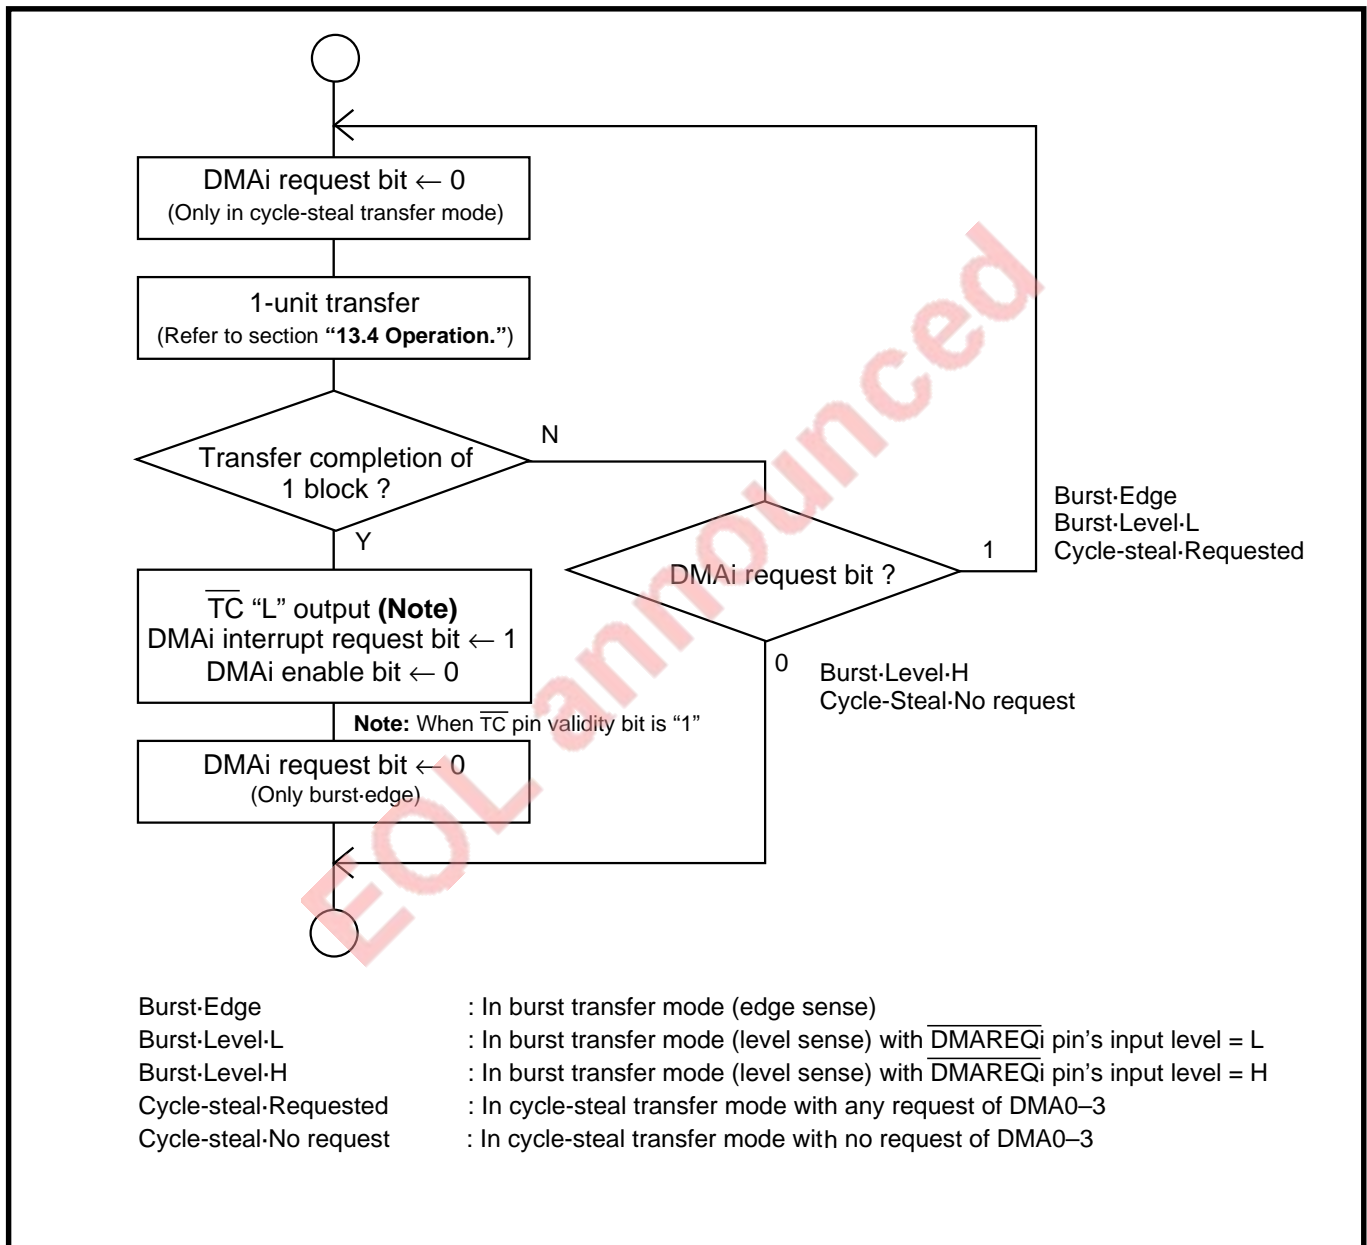 DMAi request bit ← 0
(Only in cycle-steal transfer mode)
1-unit transfer
(Refer to section “13.4 Operation.”)
Transfer completion of
1 block ?
N
Y
DMAi request bit ?
1
Burst·Edge
Burst·Level·L
Cycle-steal·Requested
0
Burst·Level·H
Cycle-Steal·No request
T̅C̅ “L” output (Note)
DMAi interrupt request bit ← 1
DMAi enable bit ← 0
Note: When T̅C̅ pin validity bit is “1”
DMAi request bit ← 0
(Only burst·edge)
EOL announced
Burst·Edge : In burst transfer mode (edge sense)
Burst·Level·L : In burst transfer mode (level sense) with D̅M̅A̅R̅E̅Q̅i pin’s input level = L
Burst·Level·H : In burst transfer mode (level sense) with D̅M̅A̅R̅E̅Q̅i pin’s input level = H
Cycle-steal·Requested : In cycle-steal transfer mode with any request of DMA0–3
Cycle-steal·No request : In cycle-steal transfer mode with no request of DMA0–3